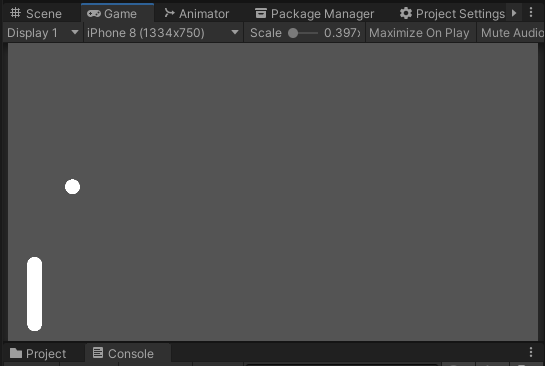 Scene Game Animator Package Manager Project Settings
Display 1 iPhone 8 (1334x750) Scale 0.397x Maximize On Play Mute Audio
Project Console